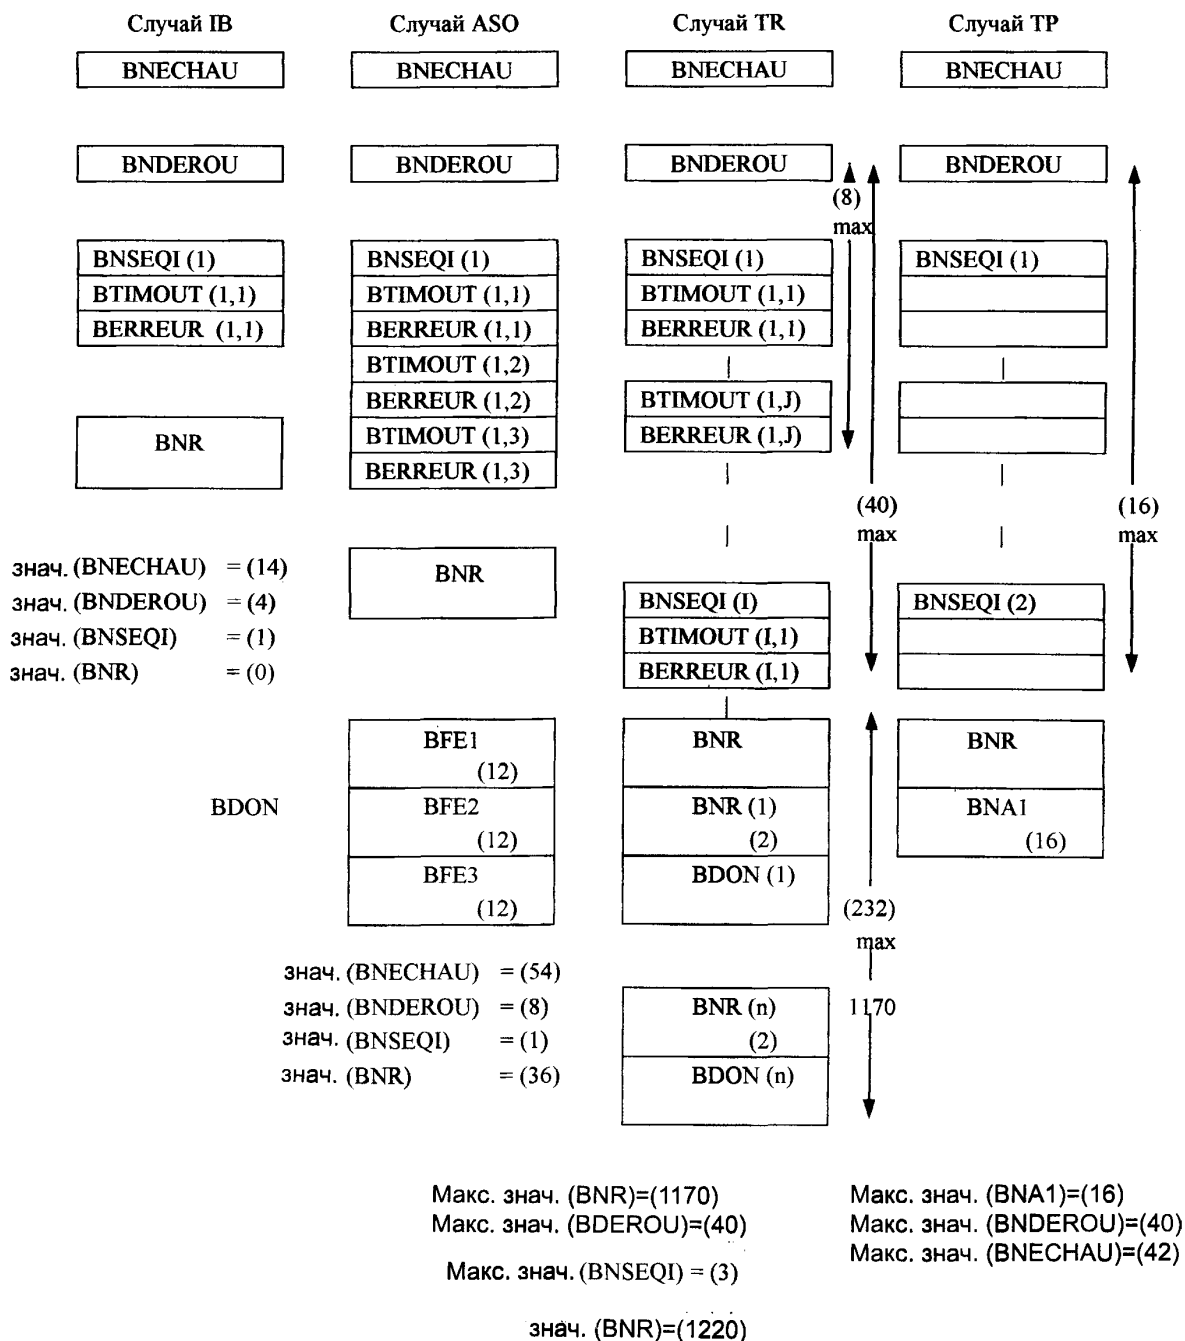 Случай IB Случай ASO Случай TR Случай TP
BNECHAU BNECHAU BNECHAU BNECHAU
BNDEROU BNDEROU BNDEROU BNDEROU
(8)
max
BNSEQI (1) BNSEQI (1) BNSEQI (1) BNSEQI (1)
BTIMOUT (1,1) BTIMOUT (1,1) BTIMOUT (1,1)
BERREUR (1,1) BERREUR (1,1) BERREUR (1,1)
BTIMOUT (1,2)
BERREUR (1,2) BTIMOUT (1,J)
BNR BTIMOUT (1,3) BERREUR (1,J)
BERREUR (1,3)
(40) (16)
max max
знач. (BNECHAU) = (14) BNR
знач. (BNDEROU) = (4) BNSEQI (I) BNSEQI (2)
знач. (BNSEQI) = (1) BTIMOUT (I,1)
знач. (BNR) = (0) BERREUR (I,1)
BFE1 BNR BNR
(12)
BDON BFE2 BNR (1) BNA1
(12) (2) (16)
BFE3 BDON (1)
(12) (232)
max
знач. (BNECHAU) = (54)
знач. (BNDEROU) = (8) BNR (n) 1170
знач. (BNSEQI) = (1) (2)
знач. (BNR) = (36) BDON (n)
Макс. знач. (BNR)=(1170) Макс. знач. (BNA1)=(16)
Макс. знач. (BDEROU)=(40) Макс. знач. (BNDEROU)=(40)
Макс. знач. (BNECHAU)=(42)
Макс. знач. (BNSEQI) = (3)
знач. (BNR)=(1220)